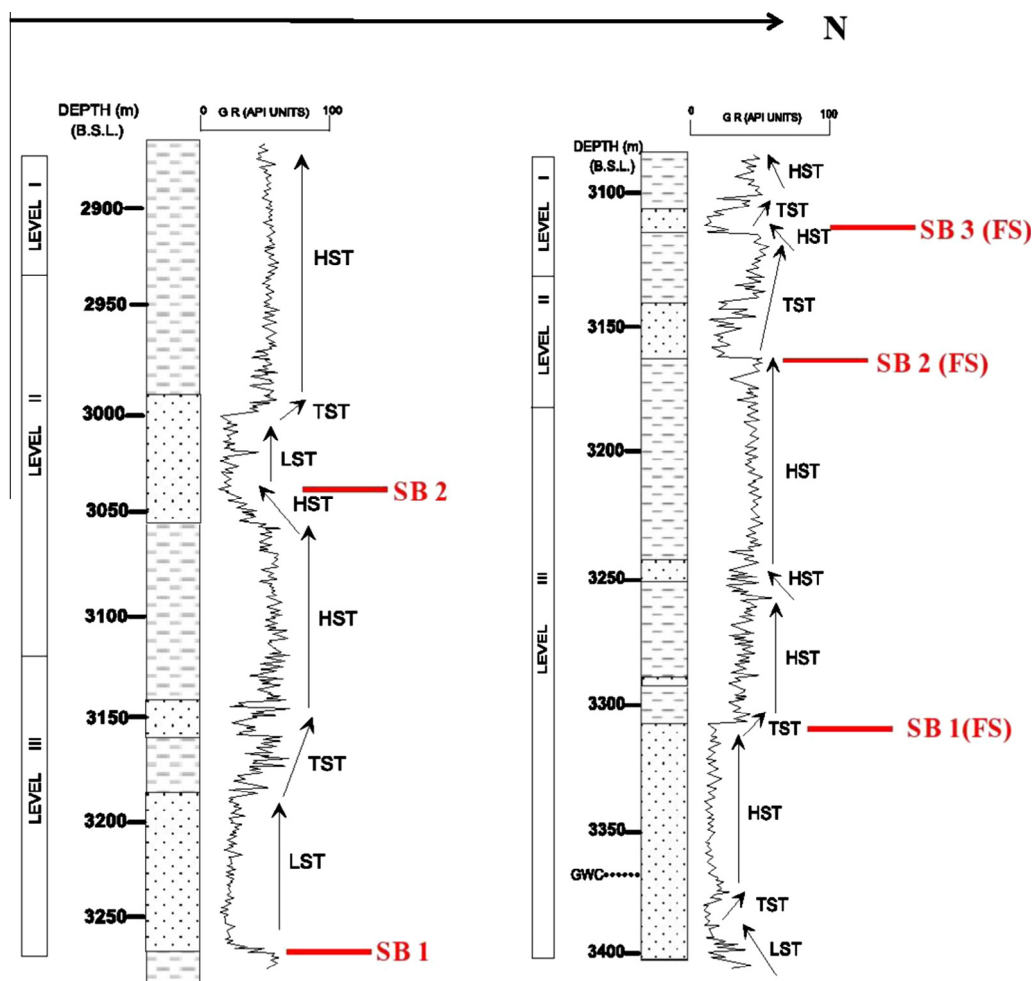 N
DEPTH (m)
(B.S.L.)
0 G R (API UNITS) 100
LEVEL I
LEVEL II
LEVEL III
2900
2950
3000
3050
3100
3150
3200
3250
HST
TST
LST
HST
SB 2
HST
TST
LST
SB 1
DEPTH (m)
(B.S.L.)
0 G R (API UNITS) 100
LEVEL I
LEVEL II
LEVEL III
3100
3150
3200
3250
3300
3350
GWC
3400
HST
TST
HST
SB 3 (FS)
TST
SB 2 (FS)
HST
HST
HST
TST
SB 1(FS)
HST
TST
LST